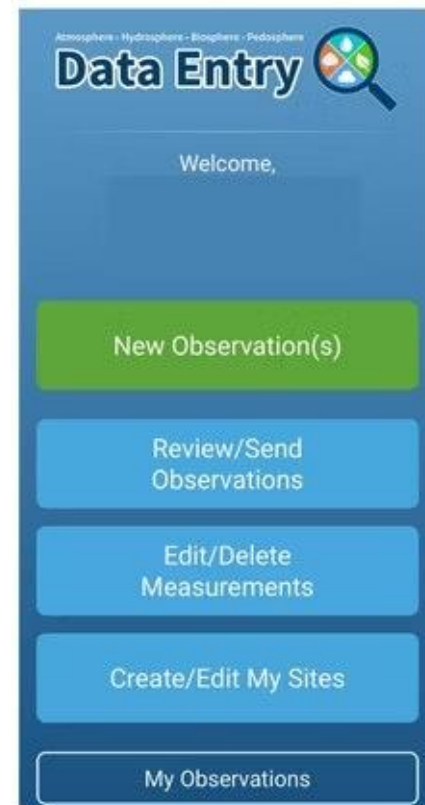 Atmosphere - Hydrosphere - Biosphere - Pedosphere
Data Entry
Welcome,
New Observation(s)
Review/Send
Observations
Edit/Delete
Measurements
Create/Edit My Sites
My Observations